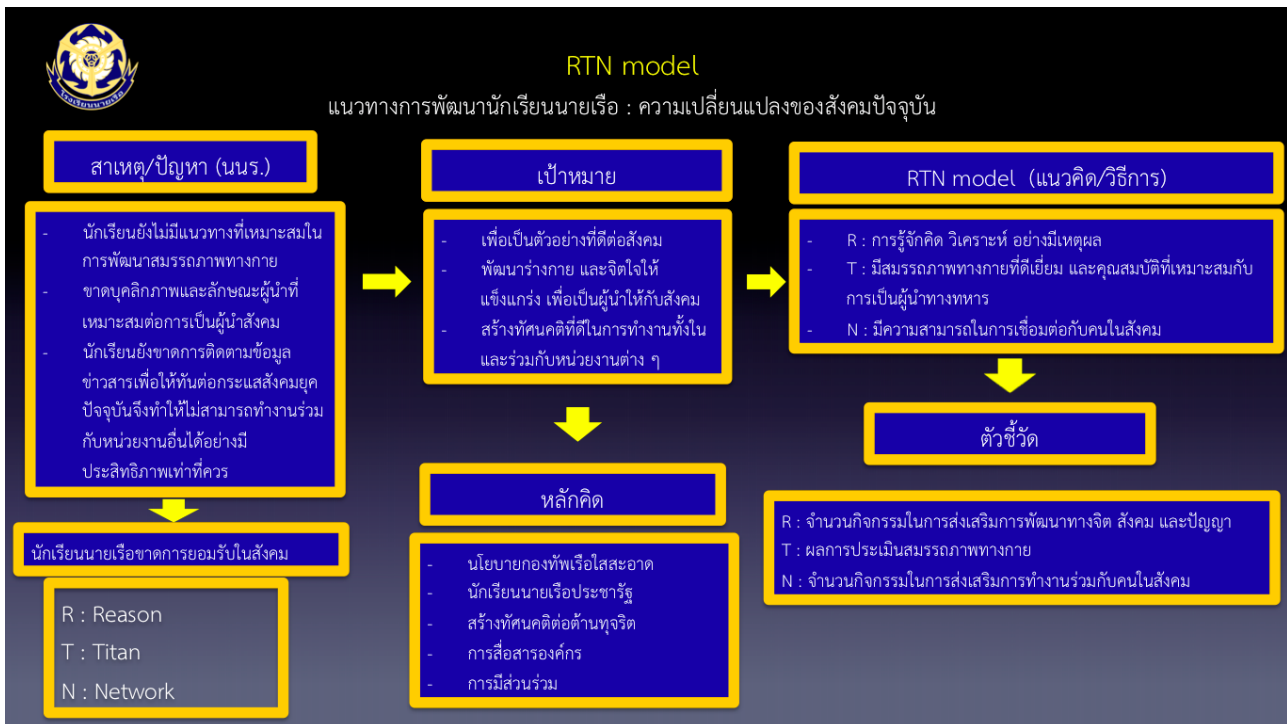 RTN model
แนวทางการพัฒนานักเรียนนายเรือ : ความเปลี่ยนแปลงของสังคมปัจจุบัน
โรงเรียนนายเรือ
สาเหตุ/ปัญหา (นนร.)
- นักเรียนยังไม่มีแนวทางที่เหมาะสมใน
การพัฒนาสมรรถภาพทางกาย
- ขาดบุคลิกภาพและลักษณะผู้นำที่
เหมาะสมต่อการเป็นผู้นำสังคม
- นักเรียนยังขาดการติดตามข้อมูล
ข่าวสารเพื่อให้ทันต่อกระแสสังคมยุค
ปัจจุบันจึงทำให้ไม่สามารถทำงานร่วม
กับหน่วยงานอื่นได้อย่างมี
ประสิทธิภาพเท่าที่ควร
นักเรียนนายเรือขาดการยอมรับในสังคม
R : Reason
T : Titan
N : Network
เป้าหมาย
- เพื่อเป็นตัวอย่างที่ดีต่อสังคม
- พัฒนาร่างกาย และจิตใจให้
แข็งแกร่ง เพื่อเป็นผู้นำให้กับสังคม
- สร้างทัศนคติที่ดีในการทำงานทั้งใน
และร่วมกับหน่วยงานต่าง ๆ
หลักคิด
- นโยบายกองทัพเรือใสสะอาด
- นักเรียนนายเรือประชารัฐ
- สร้างทัศนคติต่อต้านทุจริต
- การสื่อสารองค์กร
- การมีส่วนร่วม
RTN model (แนวคิด/วิธีการ)
- R : การรู้จักคิด วิเคราะห์ อย่างมีเหตุผล
- T : มีสมรรถภาพทางกายที่ดีเยี่ยม และคุณสมบัติที่เหมาะสมกับ
การเป็นผู้นำทางทหาร
- N : มีความสามารถในการเชื่อมต่อกับคนในสังคม
ตัวชี้วัด
R : จำนวนกิจกรรมในการส่งเสริมการพัฒนาทางจิต สังคม และปัญญา
T : ผลการประเมินสมรรถภาพทางกาย
N : จำนวนกิจกรรมในการส่งเสริมการทำงานร่วมกับคนในสังคม